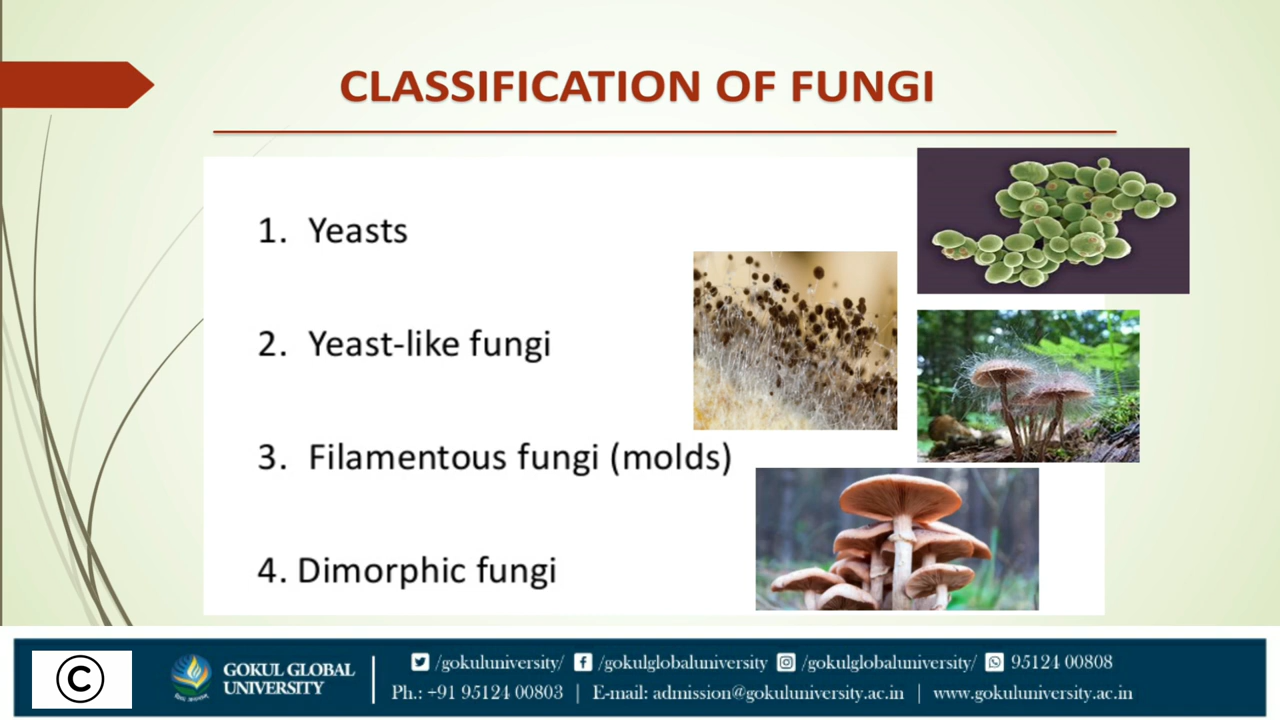 CLASSIFICATION OF FUNGI
1. Yeasts
2. Yeast-like fungi
3. Filamentous fungi (molds)
4. Dimorphic fungi
©
GOKUL GLOBAL
UNIVERSITY
/gokuluniversity/ /gokulglobaluniversity /gokulglobaluniversity/ 95124 00808
Ph.: +91 95124 00803 | E-mail: admission@gokuluniversity.ac.in | www.gokuluniversity.ac.in